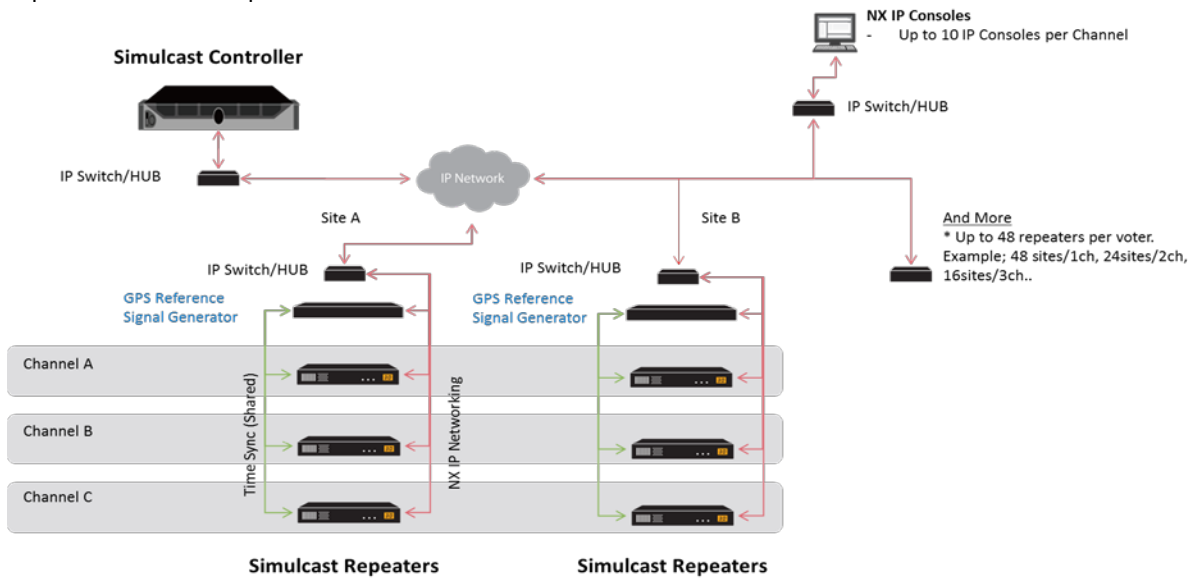 NX IP Consoles
- Up to 10 IP Consoles per Channel
Simulcast Controller
IP Switch/HUB
IP Switch/HUB
IP Network
Site A
Site B
And More
* Up to 48 repeaters per voter.
Example; 48 sites/1ch, 24sites/2ch,
16sites/3ch..
IP Switch/HUB
IP Switch/HUB
GPS Reference
Signal Generator
GPS Reference
Signal Generator
Channel A
Channel B
Channel C
Time Sync (Shared)
NX IP Networking
Simulcast Repeaters
Simulcast Repeaters